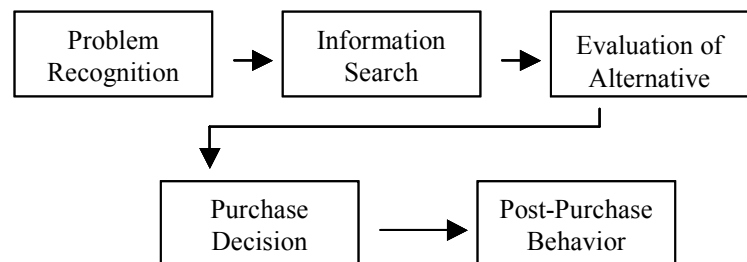 Problem
Recognition
Information
Search
Evaluation of
Alternative
Purchase
Decision
Post-Purchase
Behavior